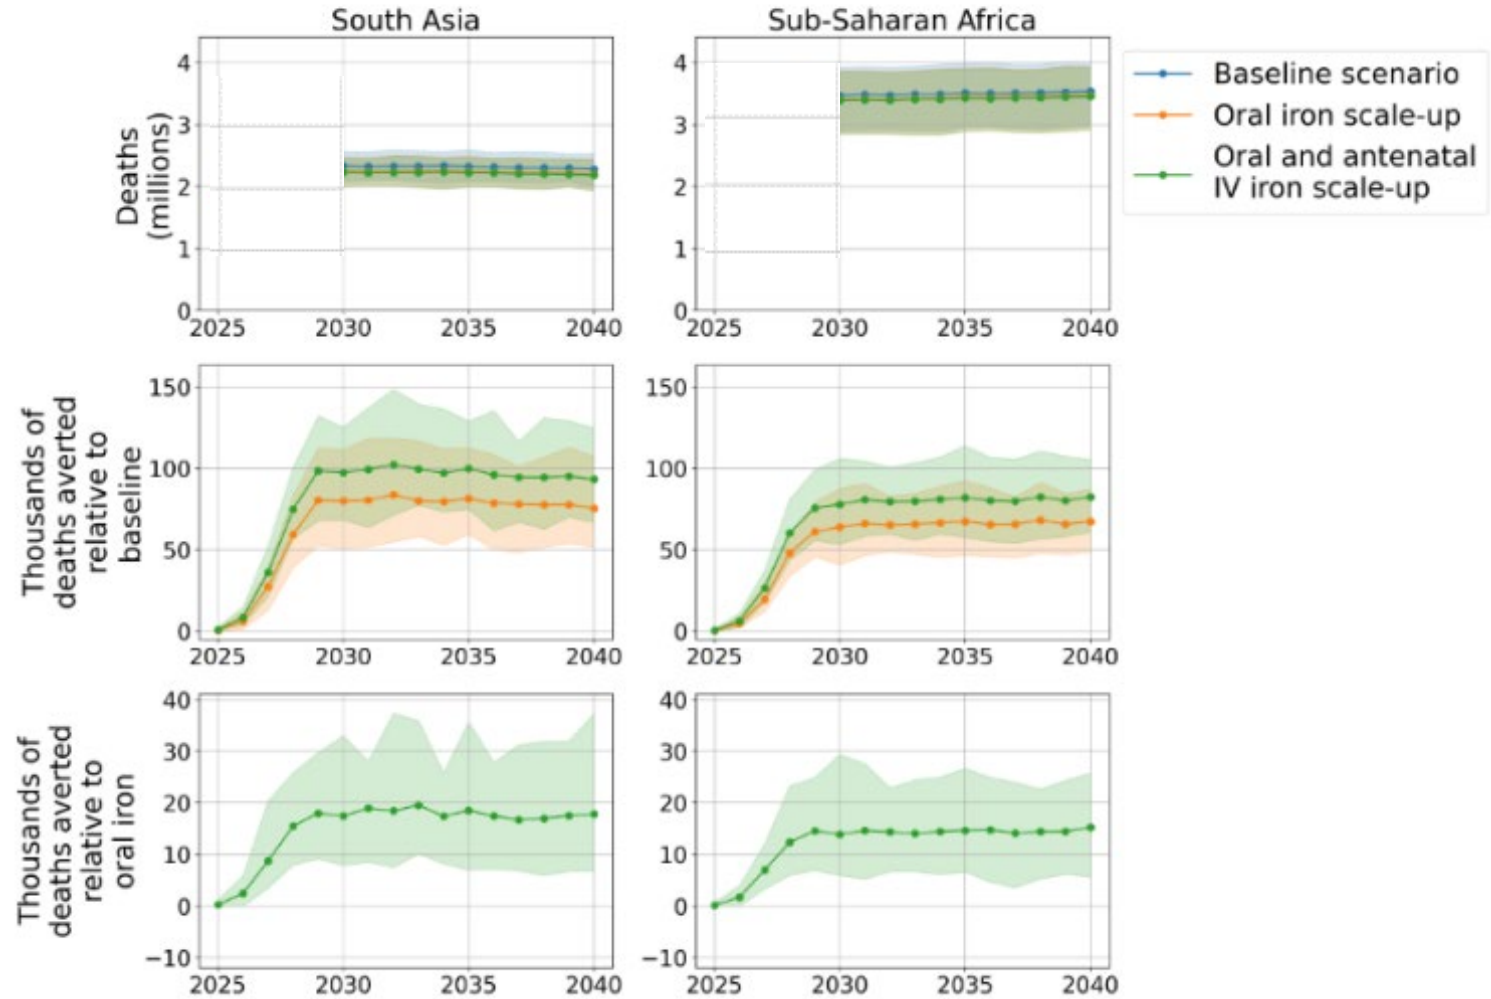 South Asia
Sub-Saharan Africa
Deaths
(millions)
4
3
2
1
0
2025 2030 2035 2040
4
3
2
1
0
2025 2030 2035 2040
Baseline scenario
Oral iron scale-up
Oral and antenatal
IV iron scale-up
Thousands of
deaths averted
relative to
baseline
150
100
50
0
2025 2030 2035 2040
150
100
50
0
2025 2030 2035 2040
Thousands of
deaths averted
relative to
oral iron
40
30
20
10
0
−10
2025 2030 2035 2040
40
30
20
10
0
−10
2025 2030 2035 2040